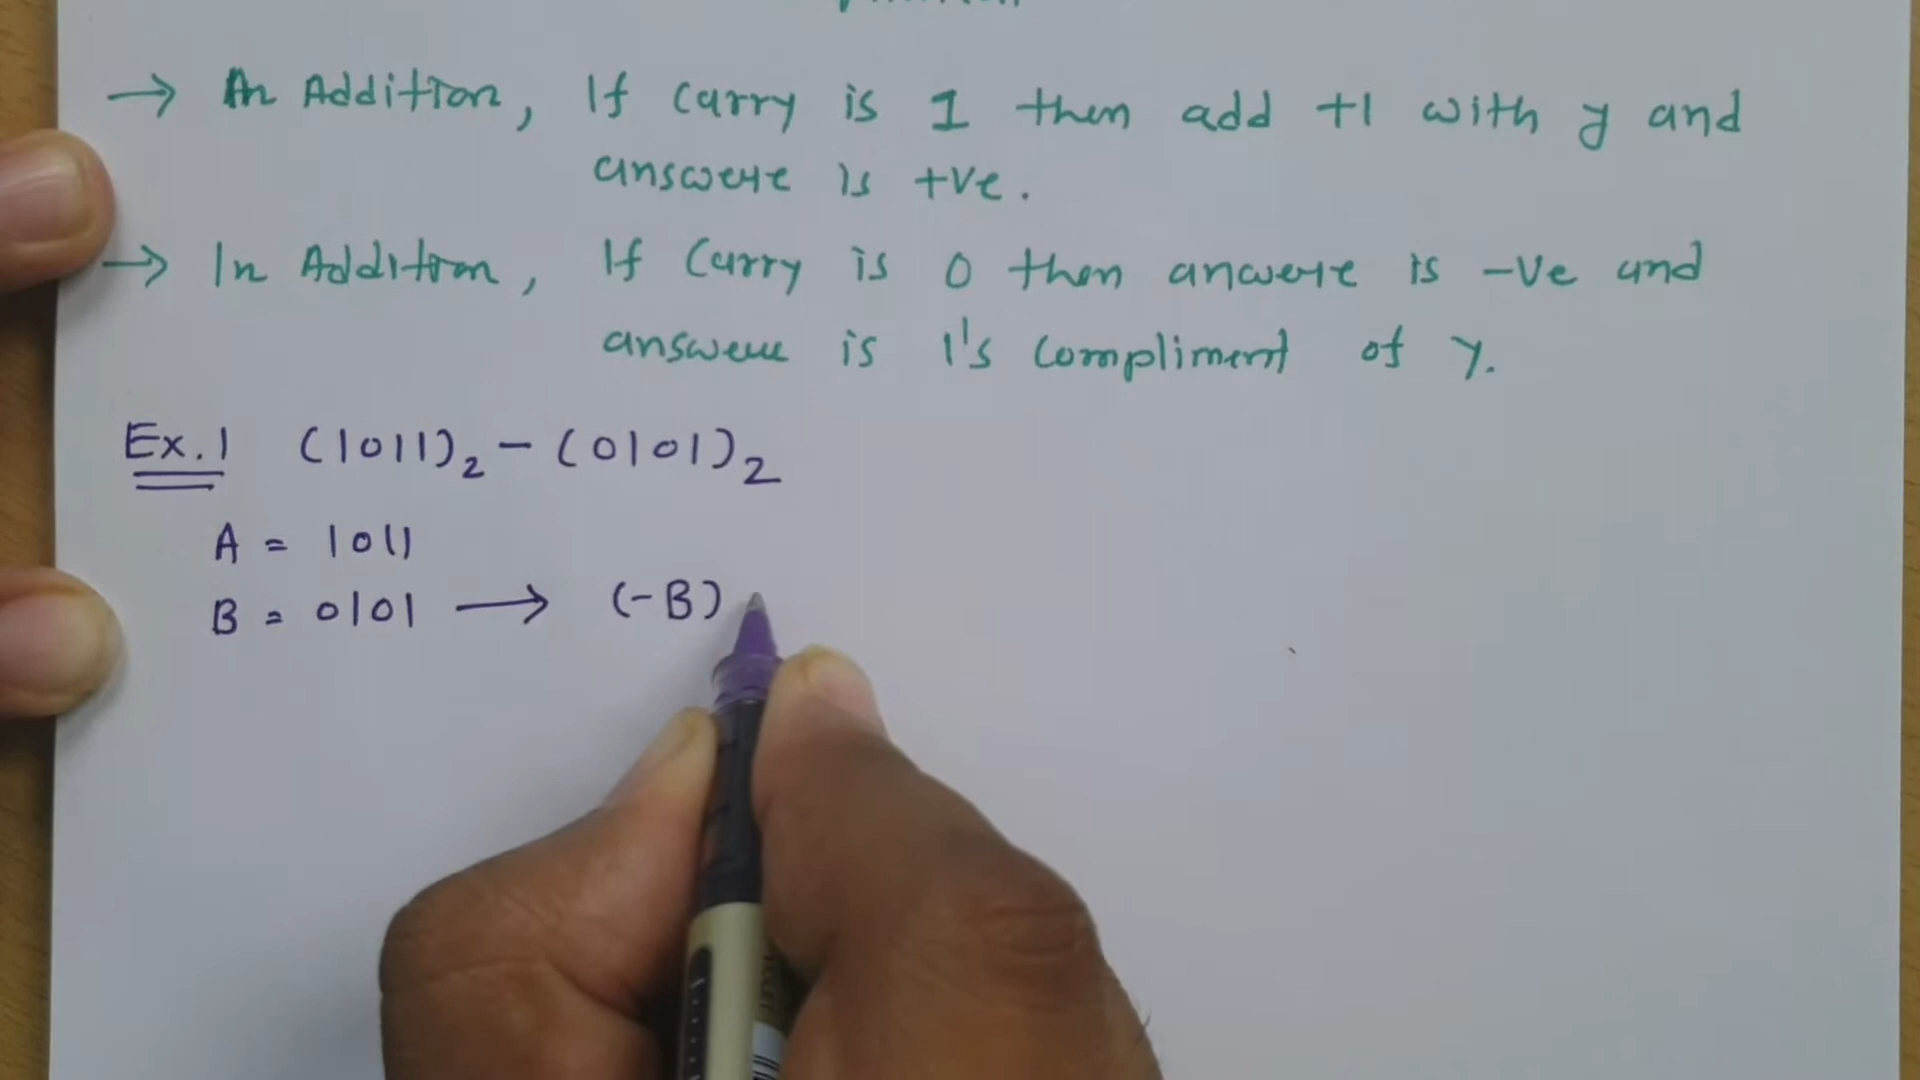 → In Addition, If carry is 1 then add +1 with y and
answere is +ve.
→ In Addition, If Carry is 0 then anwere is -ve and
answere is 1's compliment of y.
Ex.1 (1011)₂ - (0101)₂
A = 1011
B = 0101 → (-B)